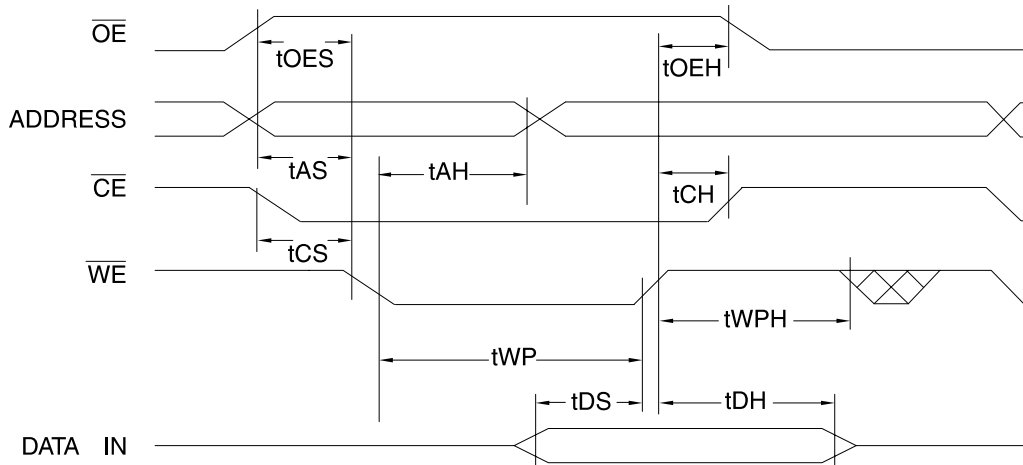 OE
tOES
tOEH
ADDRESS
tAS
tAH
CE
tCH
tCS
WE
tWPH
tWP
tDS
tDH
DATA IN